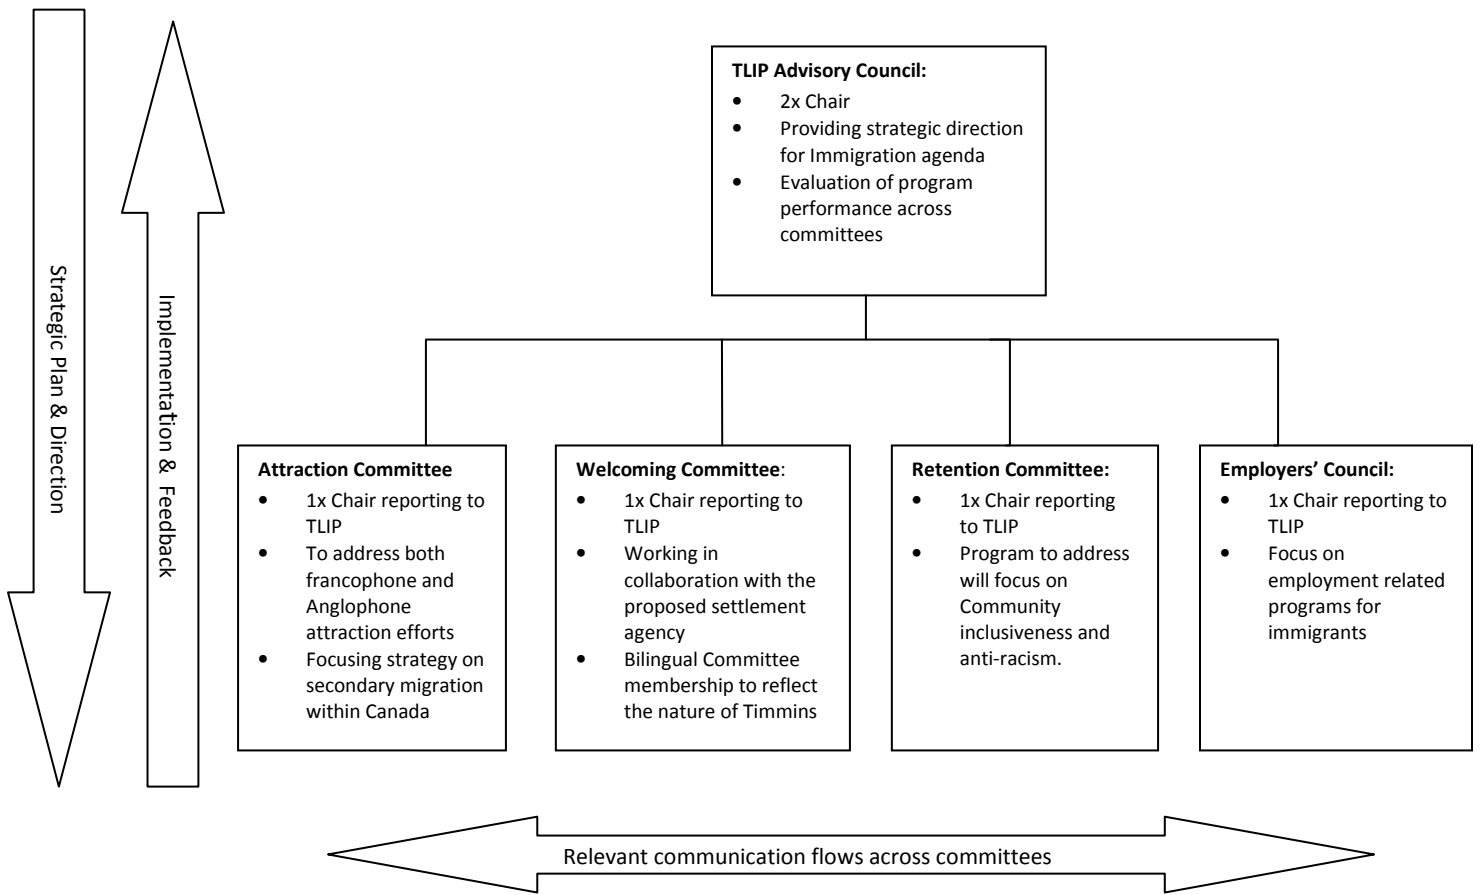 Strategic Plan & Direction
Implementation & Feedback
TLIP Advisory Council:
• 2x Chair
• Providing strategic direction
for Immigration agenda
• Evaluation of program
performance across
committees
Attraction Committee
• 1x Chair reporting to
TLIP
• To address both
francophone and
Anglophone
attraction efforts
• Focusing strategy on
secondary migration
within Canada
Welcoming Committee:
• 1x Chair reporting to
TLIP
• Working in
collaboration with the
proposed settlement
agency
• Bilingual Committee
membership to reflect
the nature of Timmins
Retention Committee:
• 1x Chair reporting
to TLIP
• Program to address
will focus on
Community
inclusiveness and
anti-racism.
Employers’ Council:
• 1x Chair reporting to
TLIP
• Focus on
employment related
programs for
immigrants
Relevant communication flows across committees